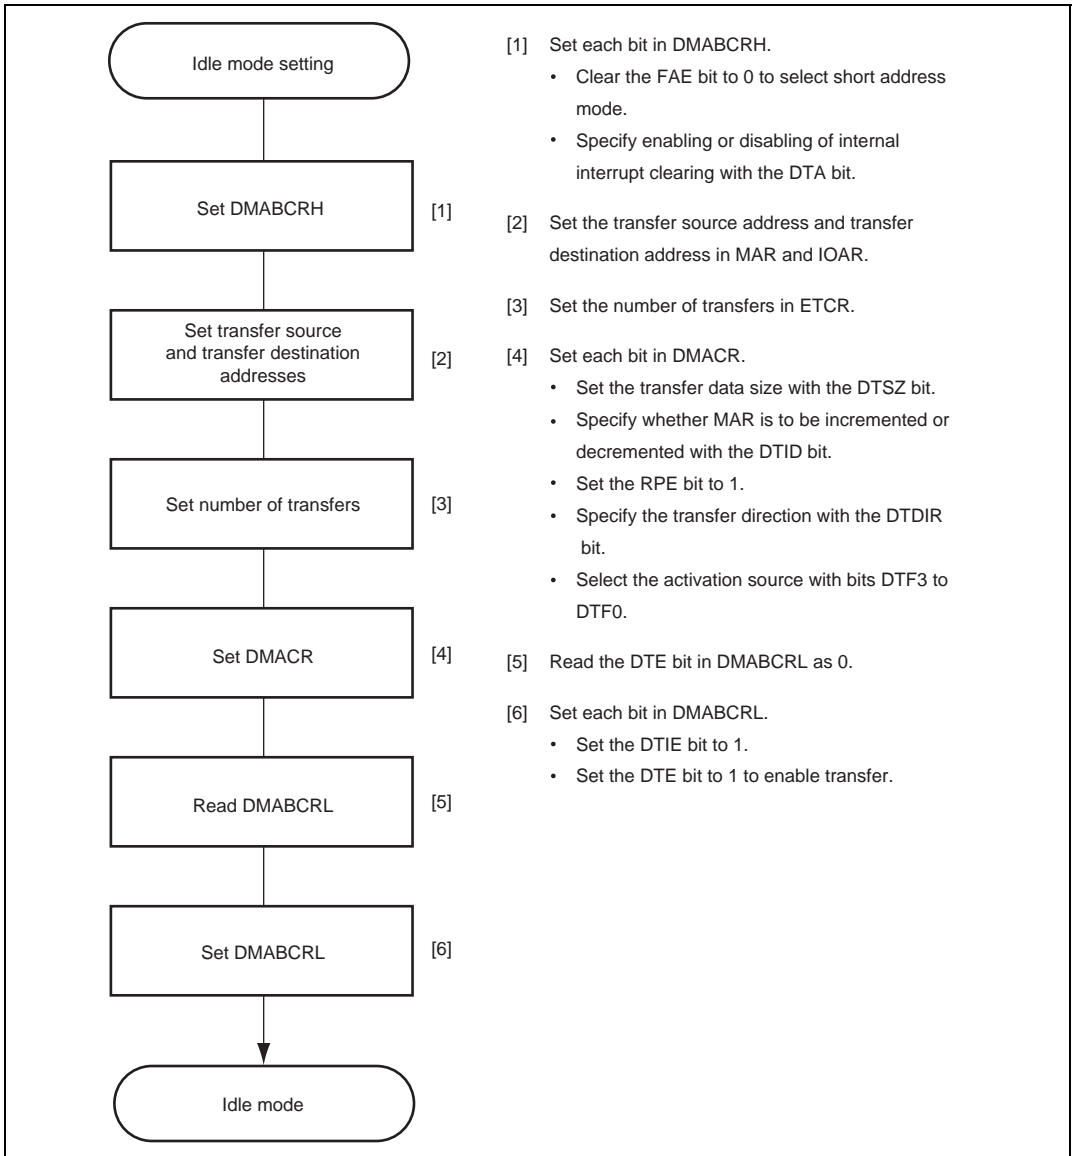 Idle mode setting
Set DMABCRH
[1]
Set transfer source
and transfer destination
addresses
[2]
Set number of transfers
[3]
Set DMACR
[4]
Read DMABCRL
[5]
Set DMABCRL
[6]
Idle mode
[1] Set each bit in DMABCRH.
• Clear the FAE bit to 0 to select short address
mode.
• Specify enabling or disabling of internal
interrupt clearing with the DTA bit.
[2] Set the transfer source address and transfer
destination address in MAR and IOAR.
[3] Set the number of transfers in ETCR.
[4] Set each bit in DMACR.
• Set the transfer data size with the DTSZ bit.
• Specify whether MAR is to be incremented or
decremented with the DTID bit.
• Set the RPE bit to 1.
• Specify the transfer direction with the DTDIR
bit.
• Select the activation source with bits DTF3 to
DTF0.
[5] Read the DTE bit in DMABCRL as 0.
[6] Set each bit in DMABCRL.
• Set the DTIE bit to 1.
• Set the DTE bit to 1 to enable transfer.